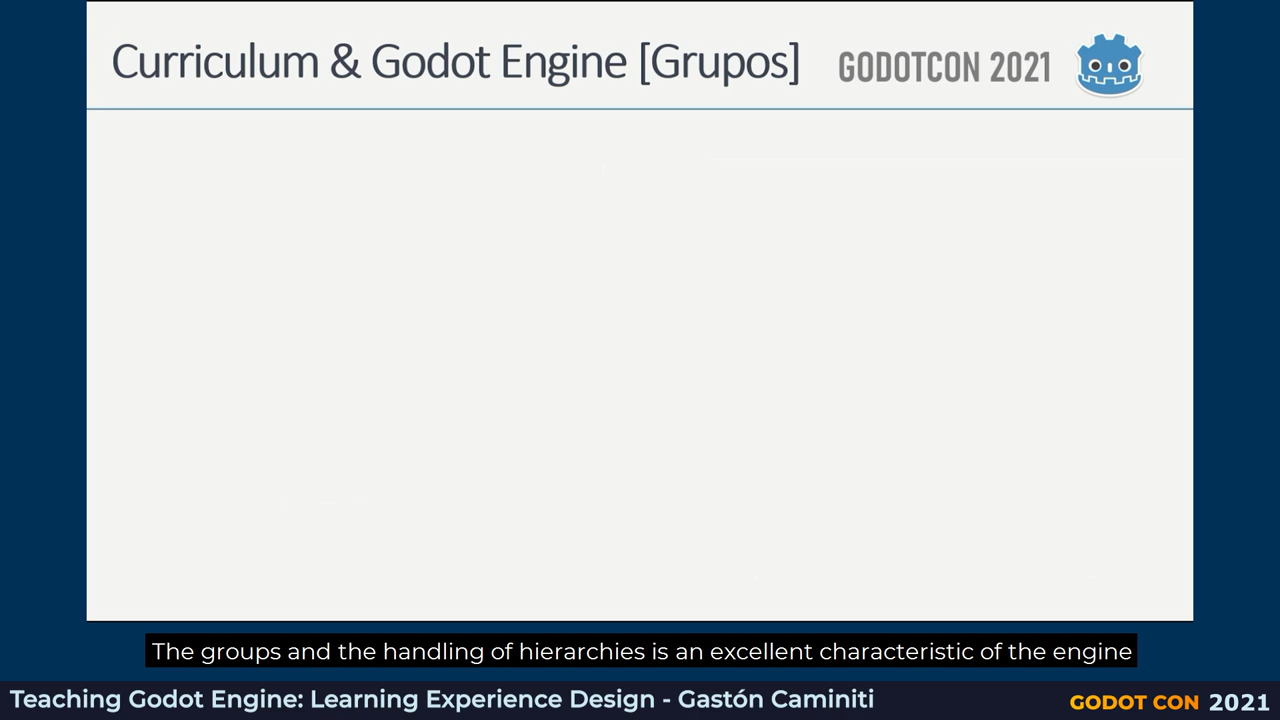 Curriculum & Godot Engine [Grupos]
GODOTCON 2021
The groups and the handling of hierarchies is an excellent characteristic of the engine
Teaching Godot Engine: Learning Experience Design - Gastón Caminiti
GODOT CON 2021